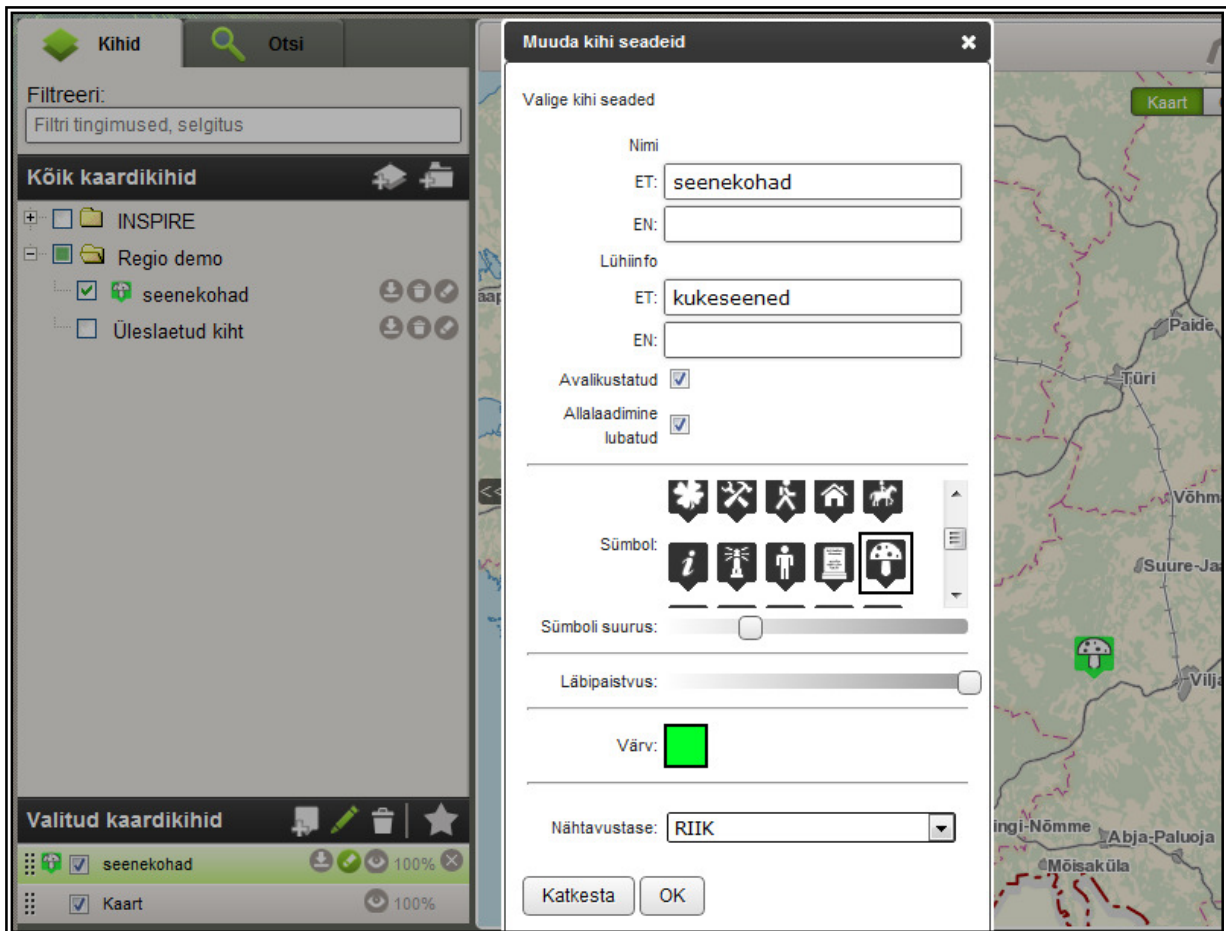 Kihid
Otsi
Filtreeri:
Filtri tingimused, selgitus
Kõik kaardikihid
INSPIRE
Regio demo
seenekohad
Üleslaetud kiht
Valitud kaardikihid
seenekohad
100%
Kaart
100%
Muuda kihi seadeid
Valige kihi seaded
Nimi
ET: seenekohad
EN:
Lühiinfo
ET: kukeseened
EN:
Avalikustatud
Allalaadimine
lubatud
Sümbol:
Sümboli suurus:
Läbipaistvus:
Värv:
Nähtavustase: RIIK
Katkesta
OK
<<
Kaart
Paide
Türi
Võhm
Suure-Ja
Vilja
ingi-Nõmme
Abja-Paluoja
Mõisaküla